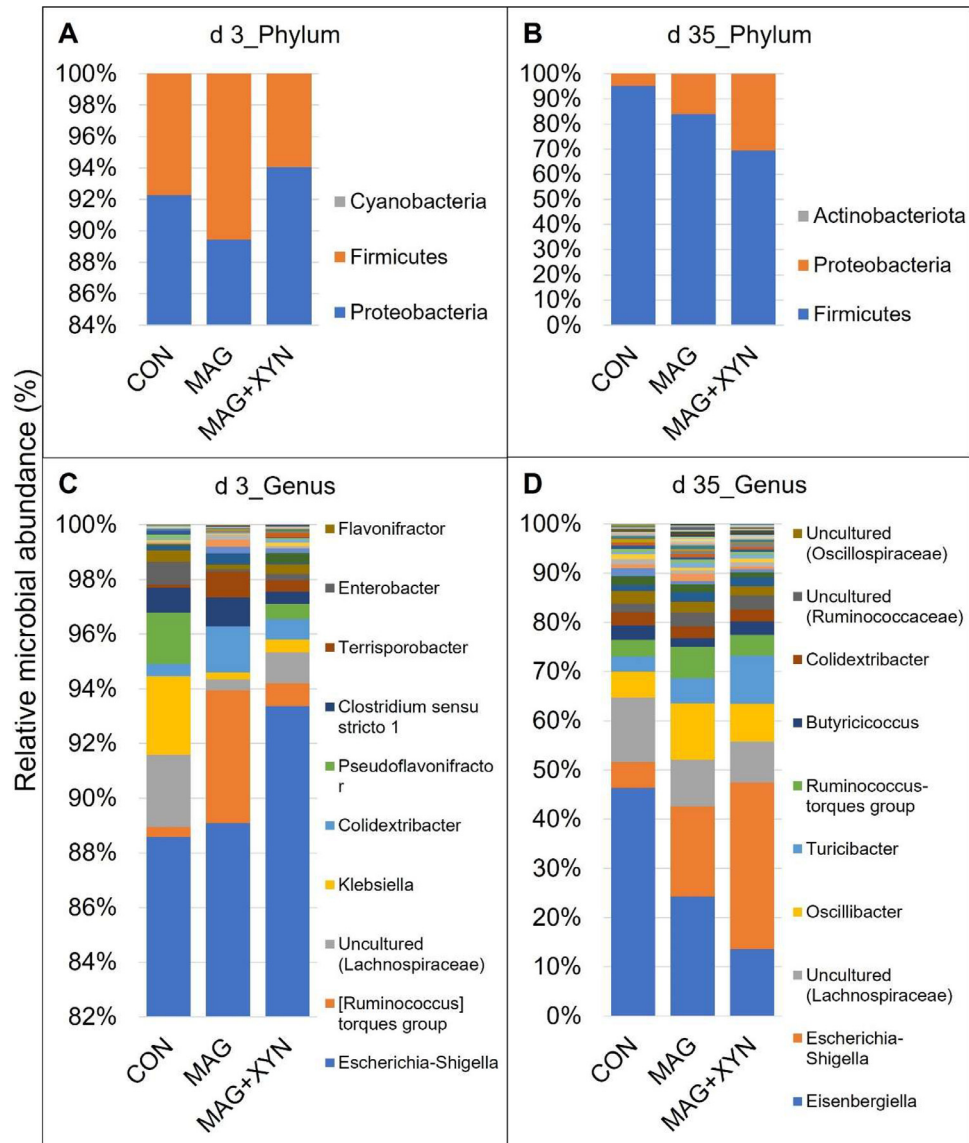 Relative microbial abundance (%)
A
d 3_Phylum
100%
98%
96%
94%
92%
90%
88%
86%
84%
CON
MAG
MAG+XYN
Cyanobacteria
Firmicutes
Proteobacteria
B
d 35_Phylum
100%
90%
80%
70%
60%
50%
40%
30%
20%
10%
0%
CON
MAG
MAG+XYN
Actinobacteriota
Proteobacteria
Firmicutes
C
d 3_Genus
100%
98%
96%
94%
92%
90%
88%
86%
84%
82%
CON
MAG
MAG+XYN
Flavonifractor
Enterobacter
Terrisporobacter
Clostridium sensu
stricto 1
Pseudoflavonifracto
r
Colidextribacter
Klebsiella
Uncultured
(Lachnospiraceae)
[Ruminococcus]
torques group
Escherichia-Shigella
D
d 35_Genus
100%
90%
80%
70%
60%
50%
40%
30%
20%
10%
0%
CON
MAG
MAG+XYN
Uncultured
(Oscillospiraceae)
Uncultured
(Ruminococcaceae)
Colidextribacter
Butyricicoccus
Ruminococcus-
torques group
Turicibacter
Oscillibacter
Uncultured
(Lachnospiraceae)
Escherichia-
Shigella
Eisenbergiella